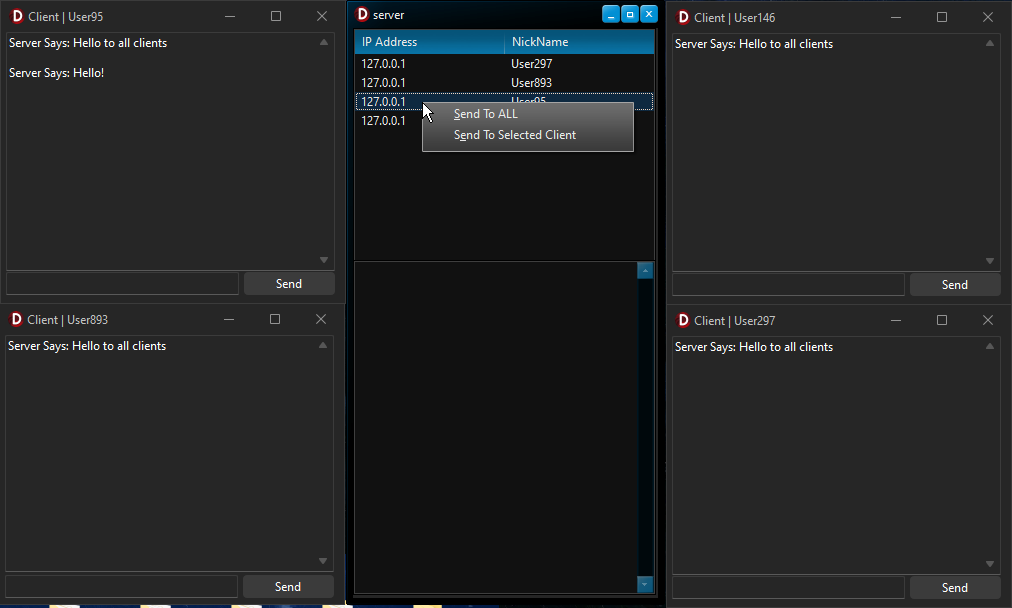 Client | User95
Server Says: Hello to all clients
Server Says: Hello!
Send
Client | User893
Server Says: Hello to all clients
Send
server
IP Address NickName
127.0.0.1 User297
127.0.0.1 User893
127.0.0.1 User95
127.0.0.1
Send To ALL
Send To Selected Client
Client | User146
Server Says: Hello to all clients
Send
Client | User297
Server Says: Hello to all clients
Send